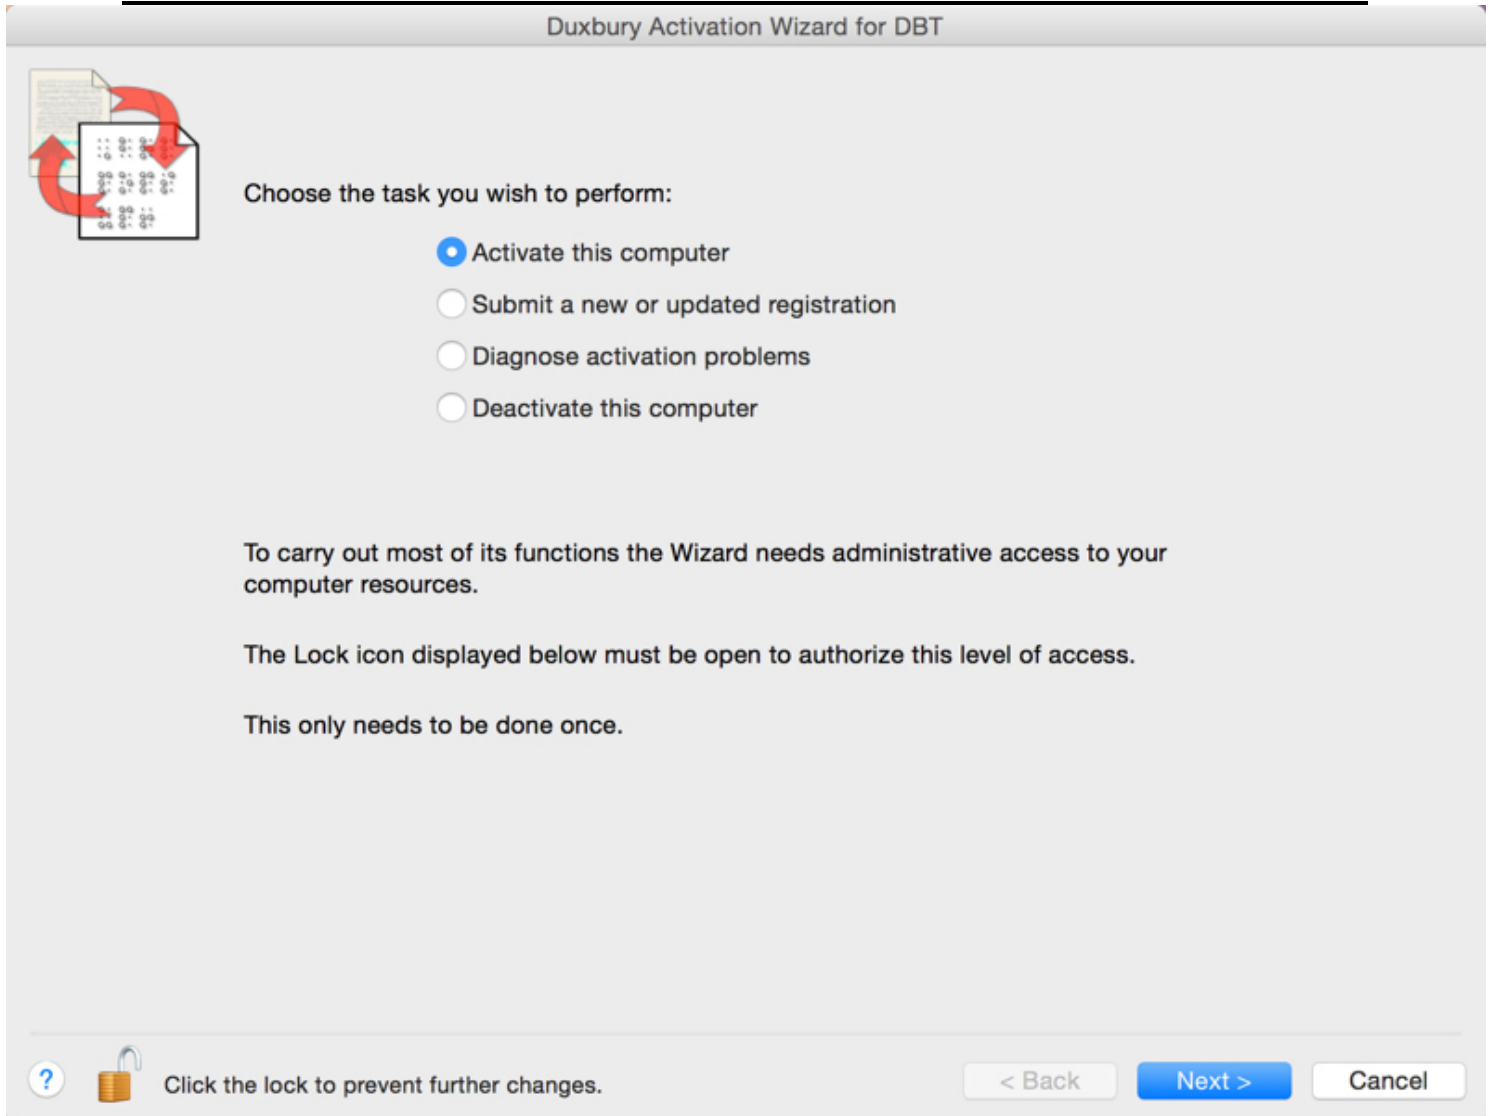 Duxbury Activation Wizard for DBT
Choose the task you wish to perform:
Activate this computer
Submit a new or updated registration
Diagnose activation problems
Deactivate this computer
To carry out most of its functions the Wizard needs administrative access to your
computer resources.
The Lock icon displayed below must be open to authorize this level of access.
This only needs to be done once.
?
Click the lock to prevent further changes.
< Back
Next >
Cancel